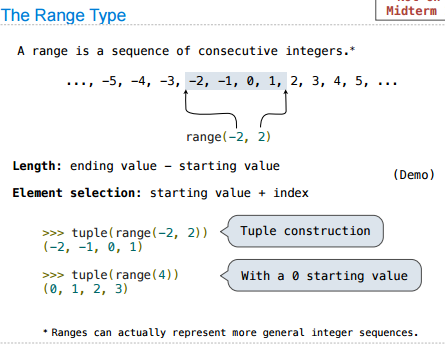 The Range Type
Midterm
A range is a sequence of consecutive integers.*
..., -5, -4, -3, -2, -1, 0, 1, 2, 3, 4, 5, ...
range(-2, 2)
Length: ending value - starting value
(Demo)
Element selection: starting value + index
>>> tuple(range(-2, 2))
Tuple construction
(-2, -1, 0, 1)
>>> tuple(range(4))
With a 0 starting value
(0, 1, 2, 3)
* Ranges can actually represent more general integer sequences.